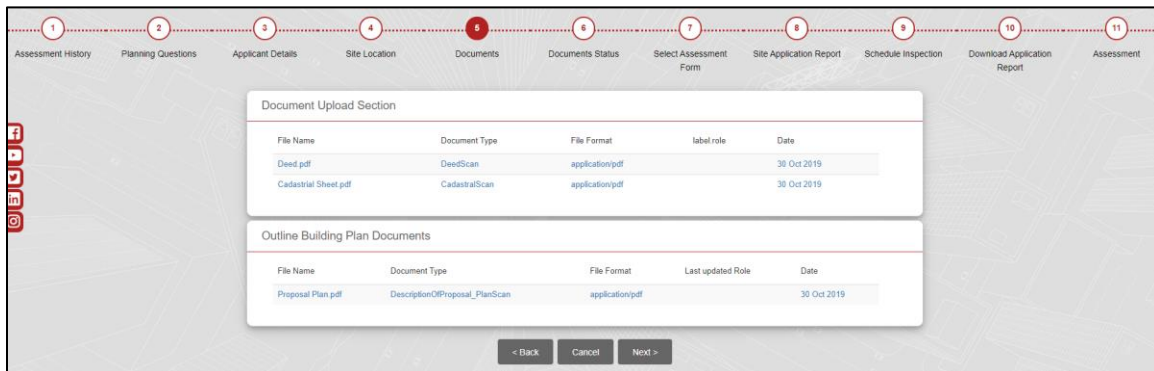 1 2 3 4 5 6 7 8 9 10 11
Assessment History Planning Questions Applicant Details Site Location Documents Documents Status Select Assessment Form Site Application Report Schedule Inspection Download Application Report Assessment
Document Upload Section
File Name Document Type File Format label.role Date
Deed.pdf DeedScan application/pdf 30 Oct 2019
Cadastrial Sheet.pdf CadastralScan application/pdf 30 Oct 2019
Outline Building Plan Documents
File Name Document Type File Format Last updated Role Date
Proposal Plan.pdf DescriptionOfProposal_PlanScan application/pdf 30 Oct 2019
< Back Cancel Next >